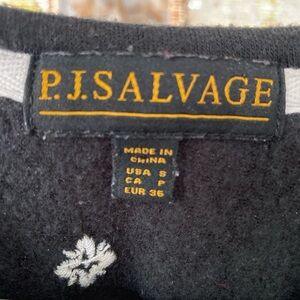 P.J.SALVAGE
MADE IN
CHINA
USA S
CA P
EUR 36